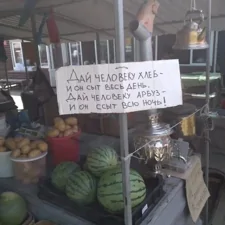 ДАЙ ЧЕЛОВЕКУ ХЛЕБ -
И ОН СЫТ ВЕСЬ ДЕНЬ.
ДАЙ ЧЕЛОВЕКУ АРБУЗ -
И ОН ССЫТ ВСЮ НОЧЬ!